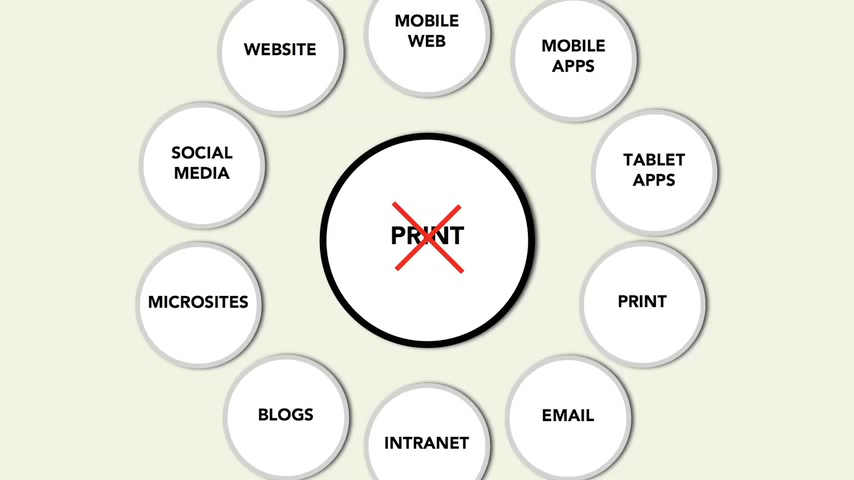 MOBILE
WEB
WEBSITE
MOBILE
APPS
SOCIAL
MEDIA
TABLET
APPS
PRINT
MICROSITES
PRINT
BLOGS
EMAIL
INTRANET